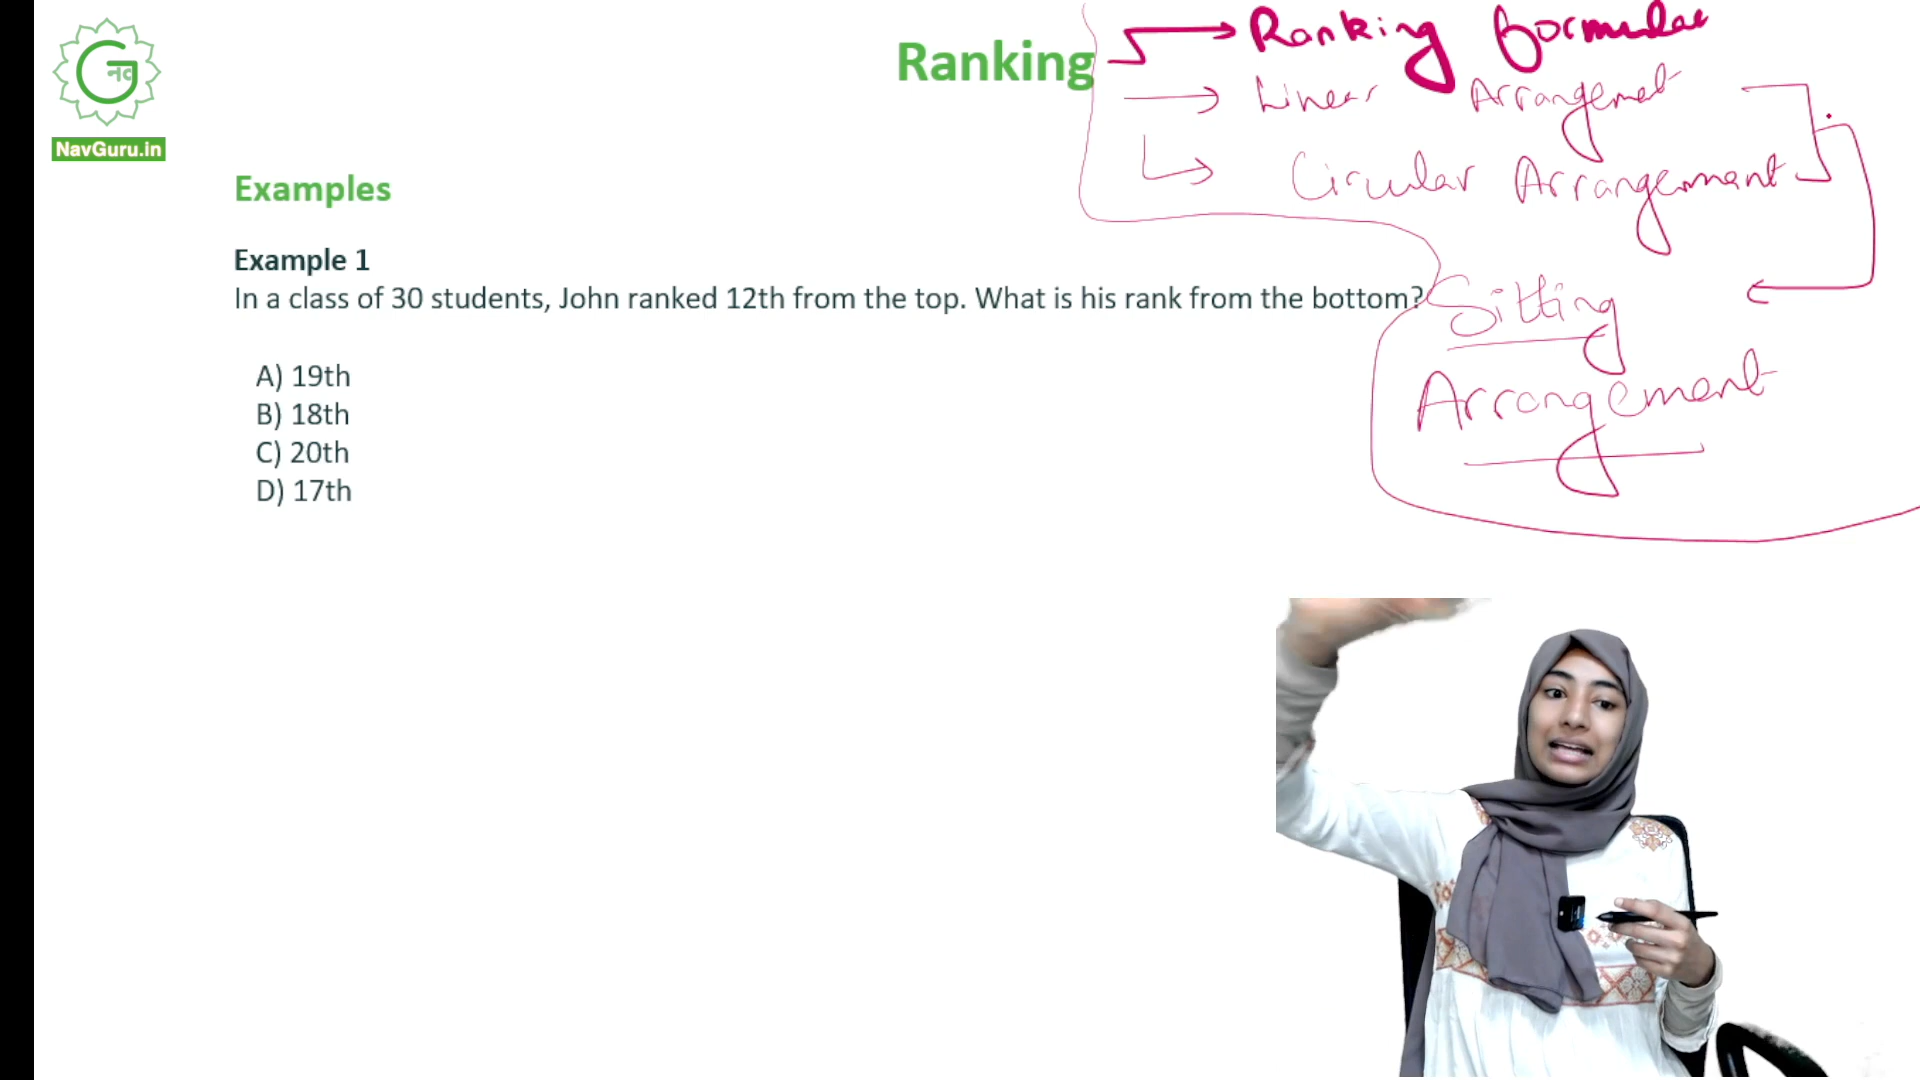 नव
NavGuru.in
Ranking
Ranking formulae
Linear Arrangement
Circular Arrangement
Sitting
Arrangement
Examples
Example 1
In a class of 30 students, John ranked 12th from the top. What is his rank from the bottom?
A) 19th
B) 18th
C) 20th
D) 17th